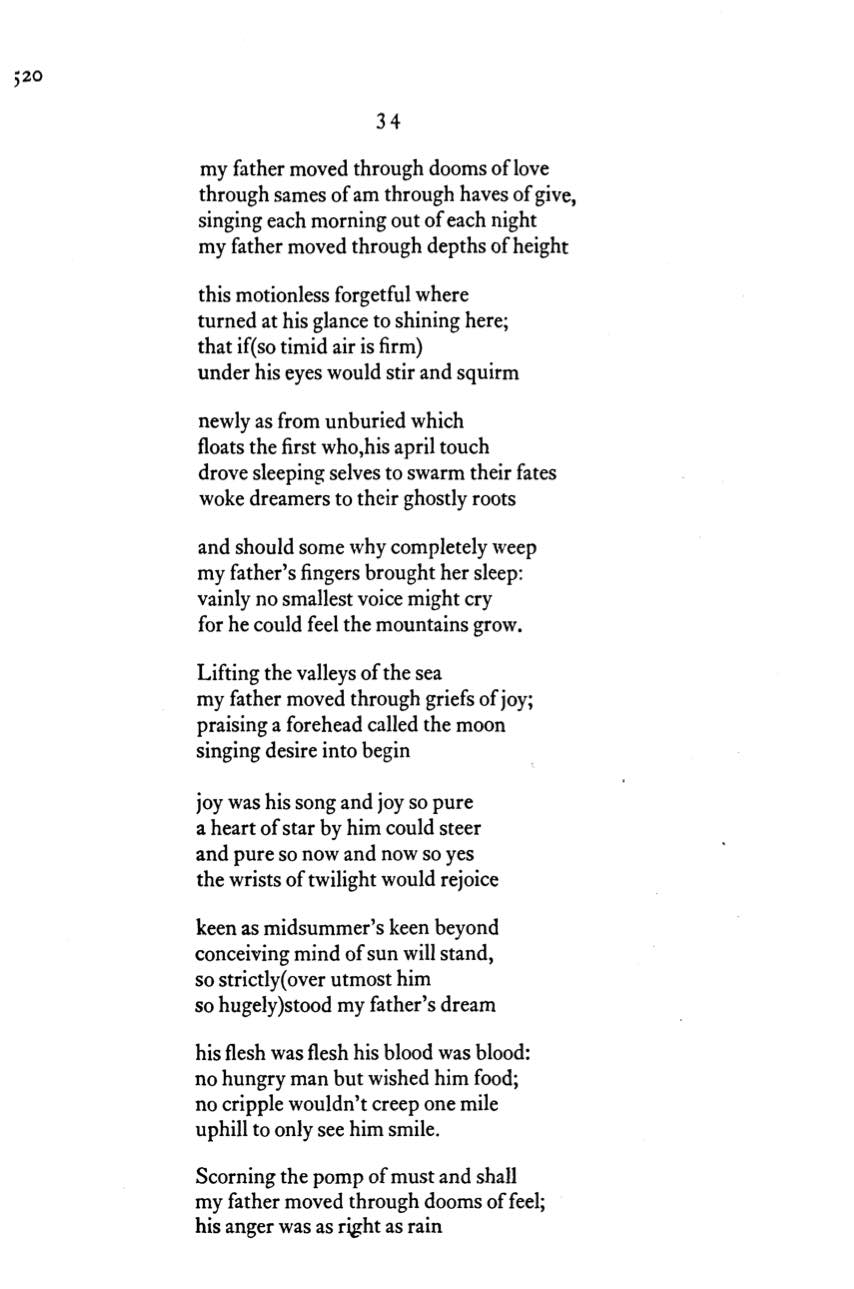 520
34
my father moved through dooms of love
through sames of am through haves of give,
singing each morning out of each night
my father moved through depths of height
this motionless forgetful where
turned at his glance to shining here;
that if(so timid air is firm)
under his eyes would stir and squirm
newly as from unburied which
floats the first who,his april touch
drove sleeping selves to swarm their fates
woke dreamers to their ghostly roots
and should some why completely weep
my father's fingers brought her sleep:
vainly no smallest voice might cry
for he could feel the mountains grow.
Lifting the valleys of the sea
my father moved through griefs of joy;
praising a forehead called the moon
singing desire into begin
joy was his song and joy so pure
a heart of star by him could steer
and pure so now and now so yes
the wrists of twilight would rejoice
keen as midsummer's keen beyond
conceiving mind of sun will stand,
so strictly(over utmost him
so hugely)stood my father's dream
his flesh was flesh his blood was blood:
no hungry man but wished him food;
no cripple wouldn't creep one mile
uphill to only see him smile.
Scorning the pomp of must and shall
my father moved through dooms of feel;
his anger was as right as rain